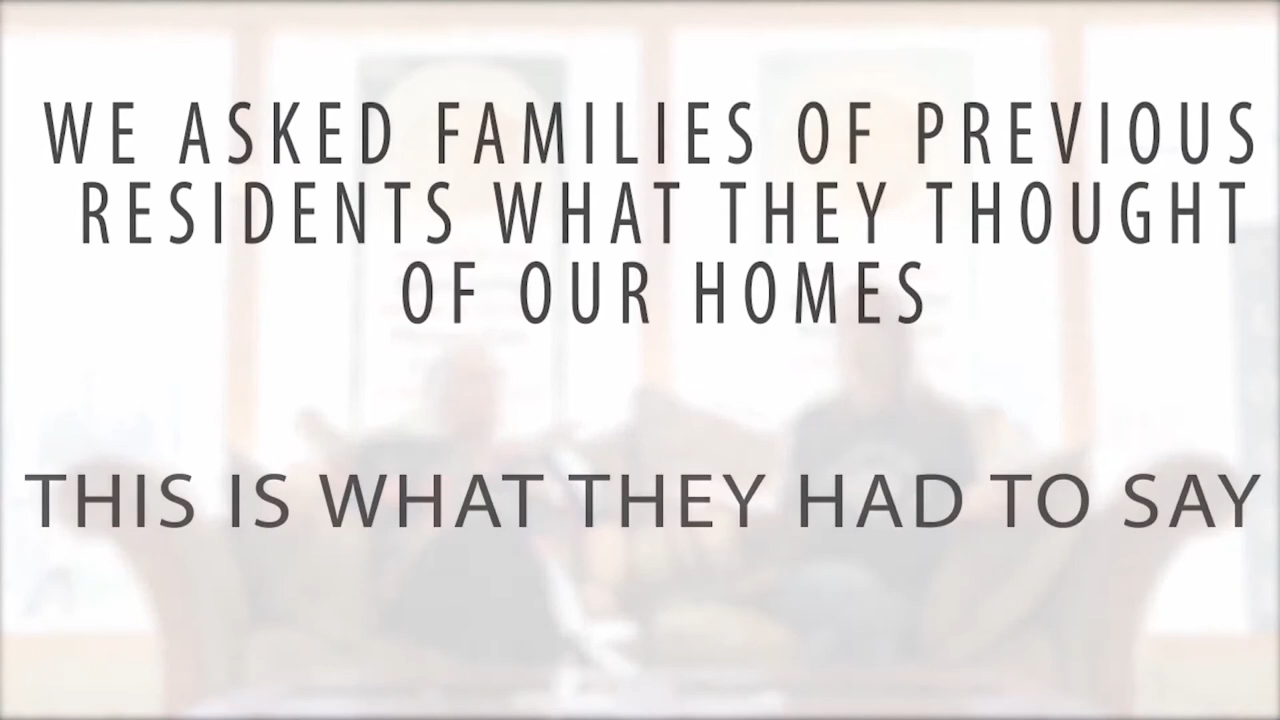 WE ASKED FAMILIES OF PREVIOUS
RESIDENTS WHAT THEY THOUGHT
OF OUR HOMES
THIS IS WHAT THEY HAD TO SAY